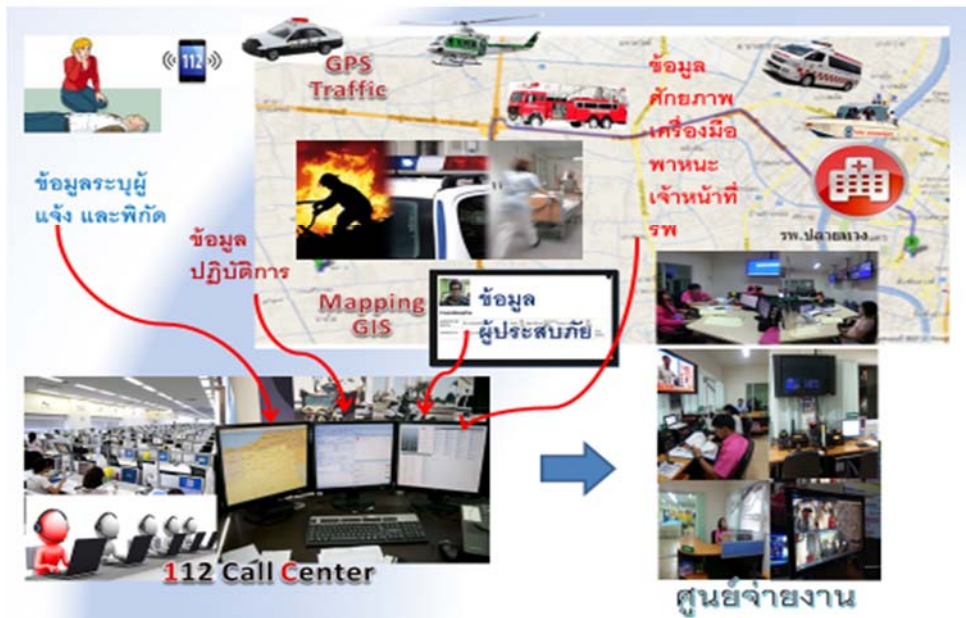 112
GPS
Traffic
ข้อมูล
ศักยภาพ
เครื่องมือ
พาหนะ
เจ้าหน้าที่
รพ
ข้อมูลระบุผู้
แจ้ง และพิกัด
ข้อมูล
ปฏิบัติการ
รพ.ปลายทาง
Mapping
GIS
ข้อมูล
ผู้ประสบภัย
112 Call Center
ศูนย์จ่ายงาน